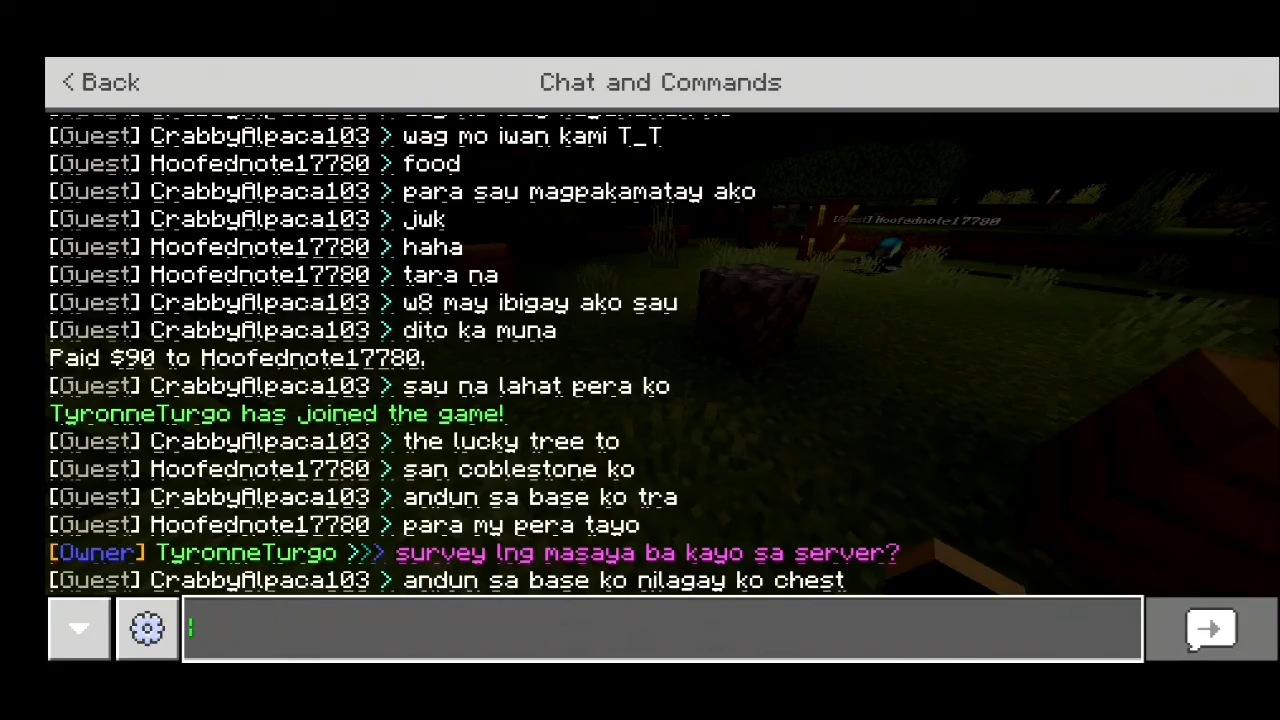 < Back
Chat and Commands
[Guest] CrabbyAlpaca103 > wag mo iwan kami T_T
[Guest] Hoofednote17780 > food
[Guest] CrabbyAlpaca103 > para sau magpakamatay ako
[Guest] CrabbyAlpaca103 > .jwk
[Guest] Hoofednote17780 > haha
[Guest] Hoofednote17780 > tara na
[Guest] CrabbyAlpaca103 > w8 may ibigay ako sau
[Guest] CrabbyAlpaca103 > dito ka muna
Paid $90 to Hoofednote17780.
[Guest] CrabbyAlpaca103 > sau na lahat pera ko
TyronneTurgo has joined the game!
[Guest] CrabbyAlpaca103 > the lucky tree to
[Guest] Hoofednote17780 > san coblestone ko
[Guest] CrabbyAlpaca103 > andun sa base ko tra
[Guest] Hoofednote17780 > para my pera tayo
[Owner] TyronneTurgo >>> survey lng masaya ba kayo sa server?
[Guest] CrabbyAlpaca103 > andun sa base ko nilagay ko chest
[Guest] Hoofednote17780